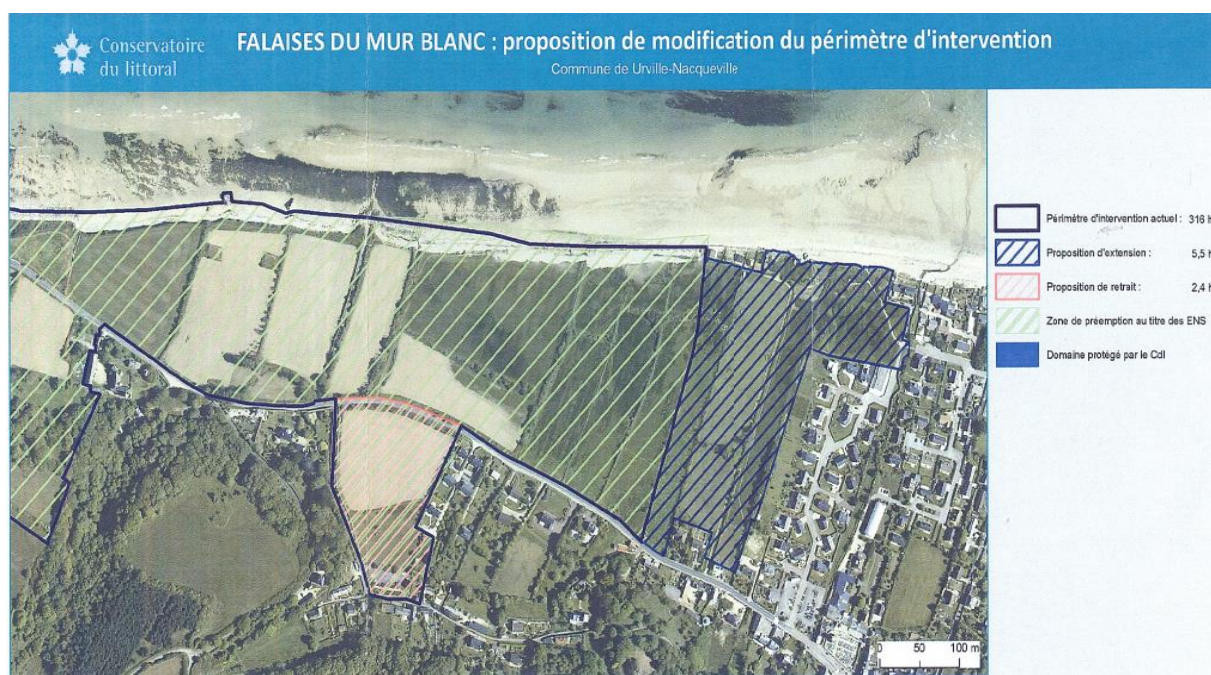 Conservatoire
du littoral
FALAISES DU MUR BLANC : proposition de modification du périmètre d'intervention
Commune de Urville-Nacqueville
Périmètre d'intervention actuel : 316 h
Proposition d'extension : 5,5 h
Proposition de retrait : 2,4 h
Zone de préemption au titre des ENS
Domaine protégé par le Cdl
0 50 100 m